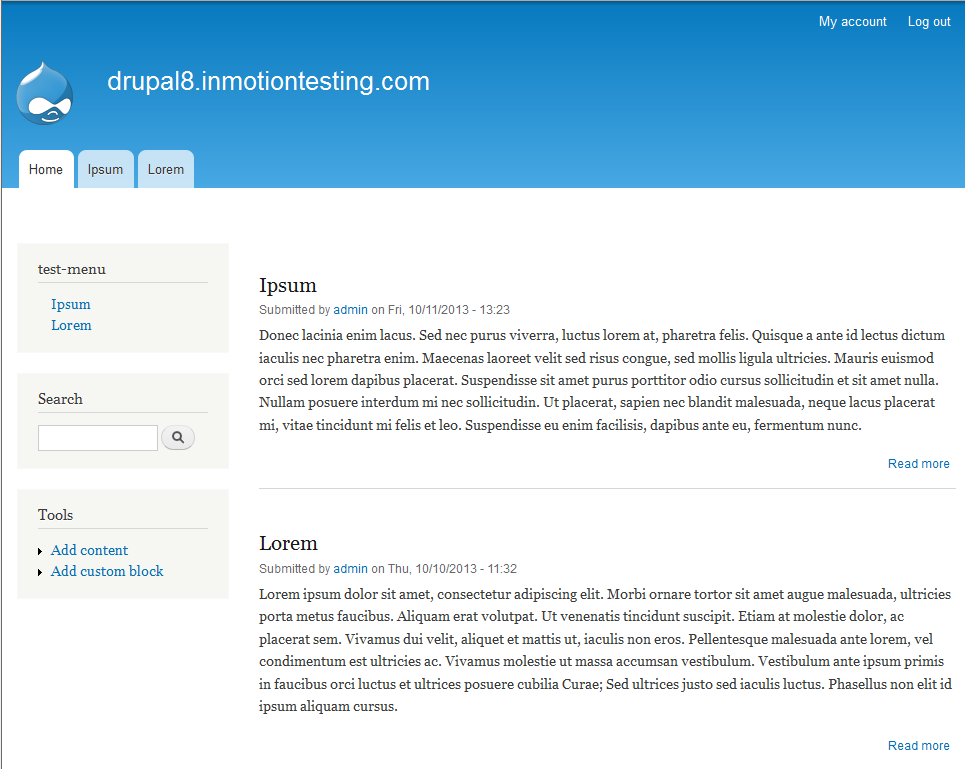 My account Log out
drupal8.inmotiontesting.com
Home Ipsum Lorem
test-menu
Ipsum
Lorem
Search
Tools
Add content
Add custom block
Ipsum
Submitted by admin on Fri, 10/11/2013 - 13:23
Donec lacinia enim lacus. Sed nec purus viverra, luctus lorem at, pharetra felis. Quisque a ante id lectus dictum
iaculis nec pharetra enim. Maecenas laoreet velit sed risus congue, sed mollis ligula ultricies. Mauris euismod
orci sed lorem dapibus placerat. Suspendisse sit amet purus porttitor odio cursus sollicitudin et sit amet nulla.
Nullam posuere interdum mi nec sollicitudin. Ut placerat, sapien nec blandit malesuada, neque lacus placerat
mi, vitae tincidunt mi felis et leo. Suspendisse eu enim facilisis, dapibus ante eu, fermentum nunc.
Read more
Lorem
Submitted by admin on Thu, 10/10/2013 - 11:32
Lorem ipsum dolor sit amet, consectetur adipiscing elit. Morbi ornare tortor sit amet augue malesuada, ultricies
porta metus faucibus. Aliquam erat volutpat. Ut venenatis tincidunt suscipit. Etiam at molestie dolor, ac
placerat sem. Vivamus dui velit, aliquet et mattis ut, iaculis non eros. Pellentesque malesuada ante lorem, vel
condimentum est ultricies ac. Vivamus molestie ut massa accumsan vestibulum. Vestibulum ante ipsum primis
in faucibus orci luctus et ultrices posuere cubilia Curae; Sed ultrices justo sed iaculis luctus. Phasellus non elit id
ipsum aliquam cursus.
Read more